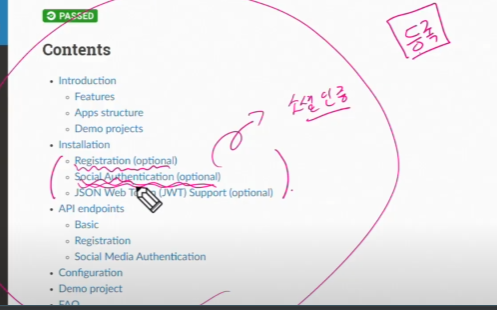 PASSED
등록
Contents
소셜 인증
Introduction
Features
Apps structure
Demo projects
Installation
Registration (optional)
Social Authentication (optional)
JSON Web Token (JWT) Support (optional)
API endpoints
Basic
Registration
Social Media Authentication
Configuration
Demo project
FAQ